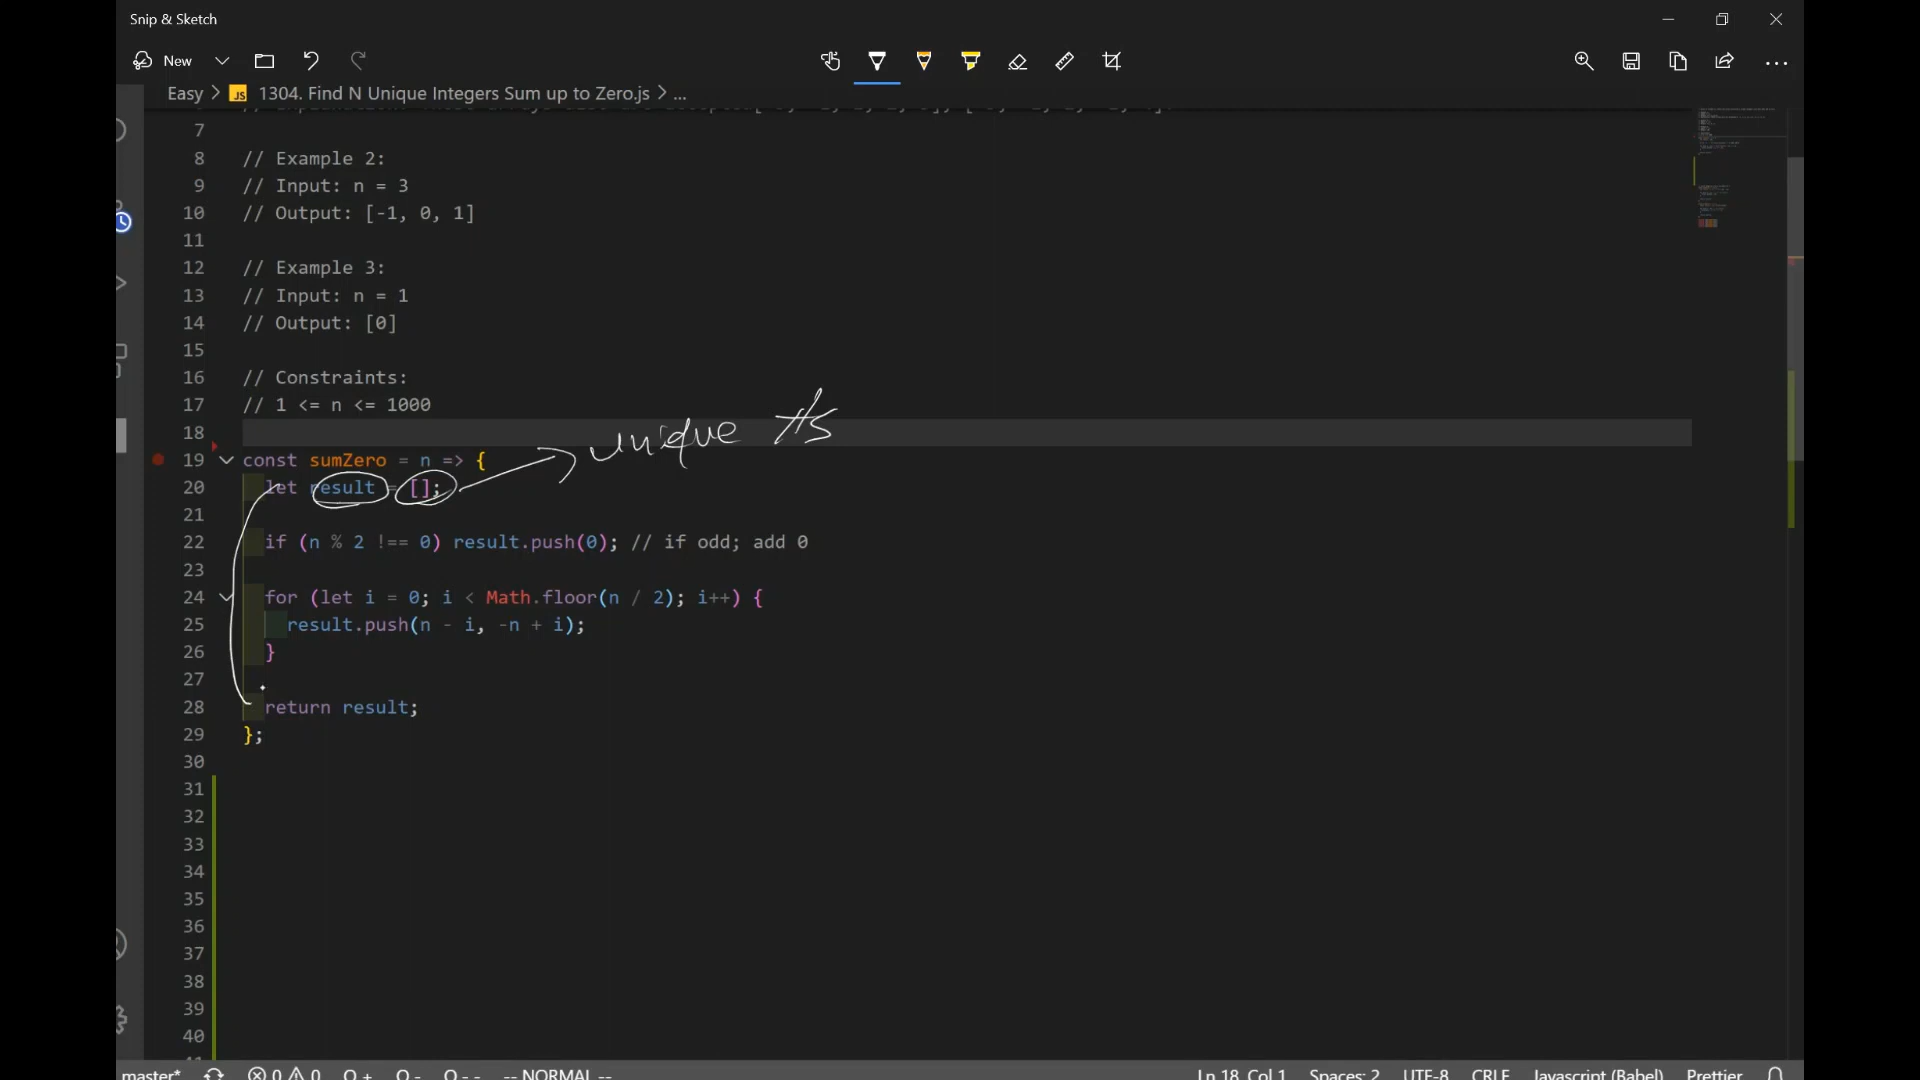 Snip & Sketch
New
Easy > JS 1304. Find N Unique Integers Sum up to Zero.js > ...
7
8 // Example 2:
9 // Input: n = 3
10 // Output: [-1, 0, 1]
11
12 // Example 3:
13 // Input: n = 1
14 // Output: [0]
15
16 // Constraints:
17 // 1 <= n <= 1000
unique #s
18
19 const sumZero = n => {
20 let result = [];
21
22 if (n % 2 !== 0) result.push(0); // if odd; add 0
23
24 for (let i = 0; i < Math.floor(n / 2); i++) {
25 result.push(n - i, -n + i);
26 }
27
28 return result;
29 };
30
31
32
33
34
35
36
37
38
39
40
master* 0 0 -- NORMAL -- Ln 18, Col 1 Spaces: 2 UTF-8 CRLF Javascript (Babel) Prettier